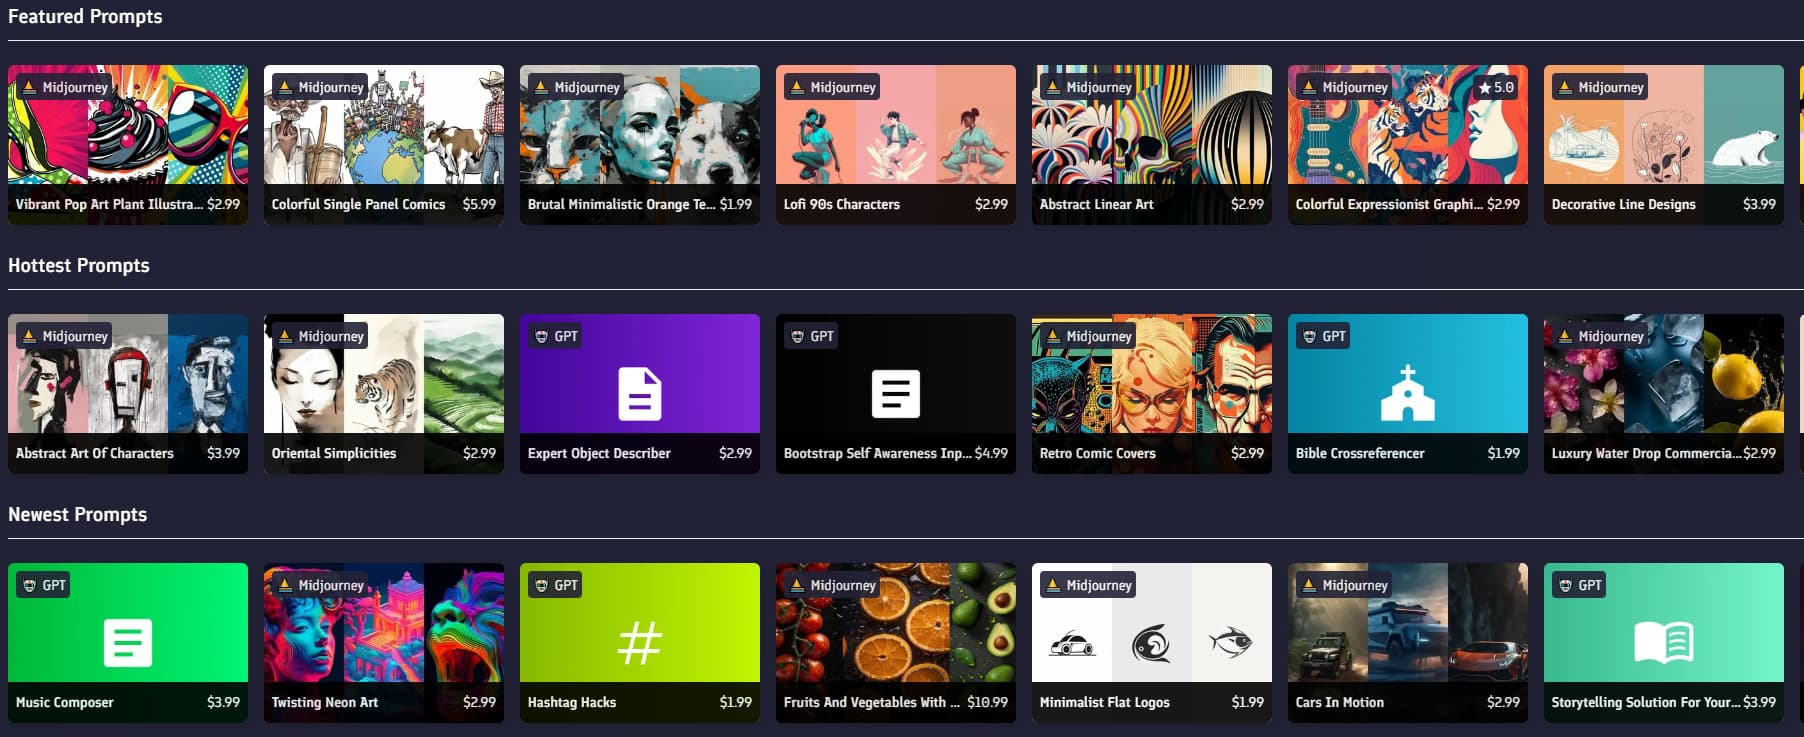 Featured Prompts
Midjourney
Vibrant Pop Art Plant Illustra... $2.99
Midjourney
Colorful Single Panel Comics $5.99
Midjourney
Brutal Minimalistic Orange Te... $1.99
Midjourney
Lofi 90s Characters $2.99
Midjourney
Abstract Linear Art $2.99
Midjourney ★ 5.0
Colorful Expressionist Graphi... $2.99
Midjourney
Decorative Line Designs $3.99
Hottest Prompts
Midjourney
Abstract Art Of Characters $3.99
Midjourney
Oriental Simplicities $2.99
GPT
Expert Object Describer $2.99
GPT
Bootstrap Self Awareness Inp... $4.99
Midjourney
Retro Comic Covers $2.99
GPT
Bible Crossreferencer $1.99
Midjourney
Luxury Water Drop Commercia... $2.99
Newest Prompts
GPT
Music Composer $3.99
Midjourney
Twisting Neon Art $2.99
GPT
#
Hashtag Hacks $1.99
Midjourney
Fruits And Vegetables With ... $10.99
Midjourney
Minimalist Flat Logos $1.99
Midjourney
Cars In Motion $2.99
GPT
Storytelling Solution For Your... $3.99